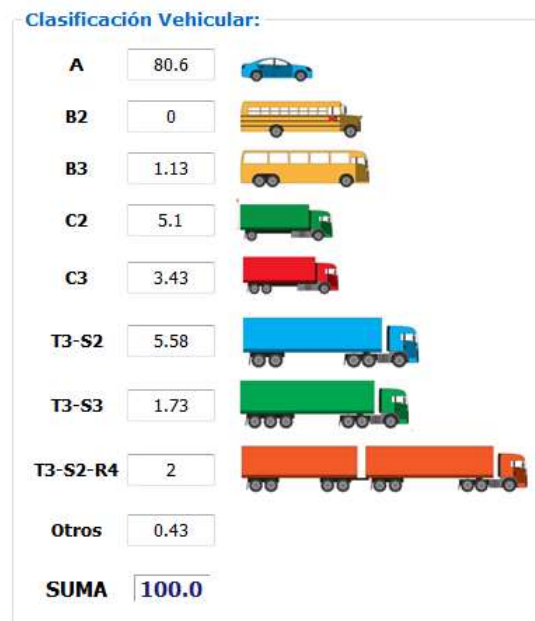 Clasificación Vehicular:
A 80.6
B2 0
B3 1.13
C2 5.1
C3 3.43
T3-S2 5.58
T3-S3 1.73
T3-S2-R4 2
Otros 0.43
SUMA 100.0